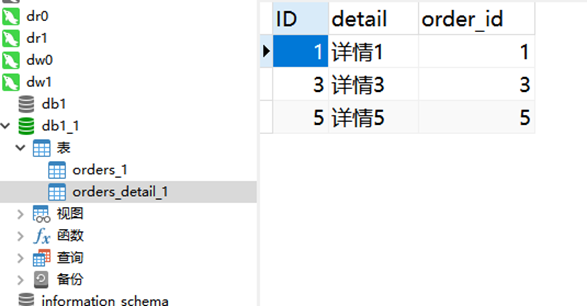 dr0
dr1
dw0
dw1
db1
db1_1
表
orders_1
orders_detail_1
视图
函数
查询
备份
information_schema
ID detail order_id
1 详情1 1
3 详情3 3
5 详情5 5